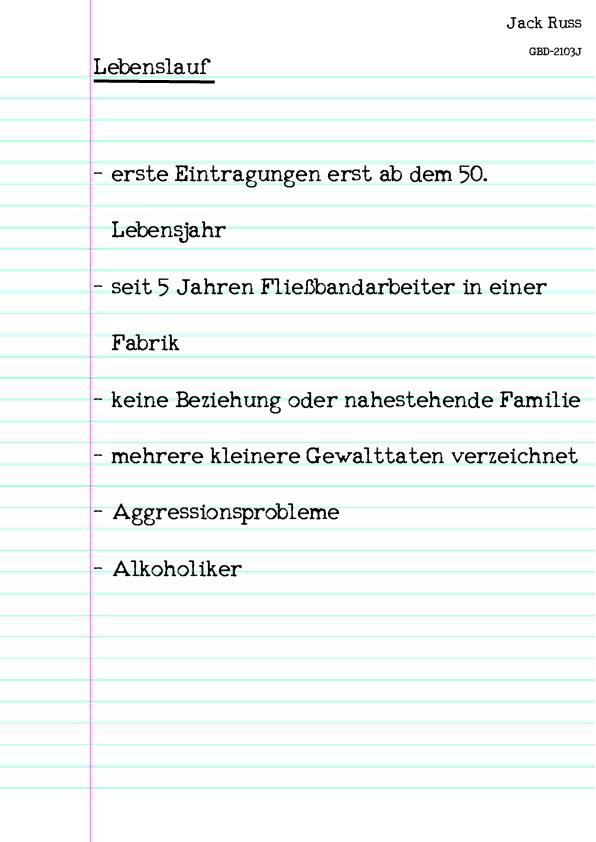 Jack Russ
GBD-2103J
Lebenslauf
- erste Eintragungen erst ab dem 50.
Lebensjahr
- seit 5 Jahren Fließbandarbeiter in einer
Fabrik
- keine Beziehung oder nahestehende Familie
- mehrere kleinere Gewalttaten verzeichnet
- Aggressionsprobleme
- Alkoholiker